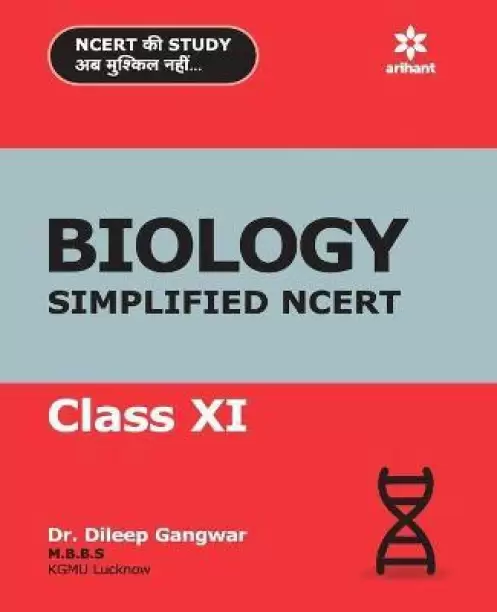 NCERT की STUDY
अब मुश्किल नहीं...
arihant
BIOLOGY
SIMPLIFIED NCERT
Class XI
Dr. Dileep Gangwar
M.B.B.S
KGMU Lucknow